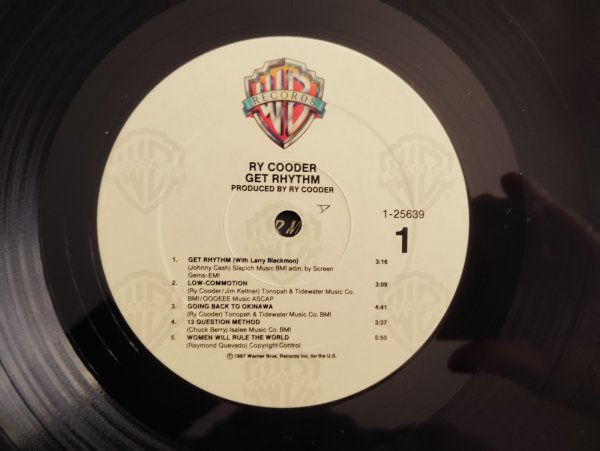 WB
RECORDS
RY COODER
GET RHYTHM
PRODUCED BY RY COODER
1-25639
1
1. GET RHYTHM (With Larry Blackmon) 3:16
(Johnny Cash) Slapich Music BMI adm. by Screen
Gems-EMI
2. LOW-COMMOTION 3:09
(Ry Cooder/Jim Keltner) Tonopah & Tidewater Music Co.
BMI/OOOEEE Music ASCAP
3. GOING BACK TO OKINAWA 4:41
(Ry Cooder) Tonopah & Tidewater Music Co. BMI
4. 13 QUESTION METHOD 3:37
(Chuck Berry) Isalee Music Co. BMI
5. WOMEN WILL RULE THE WORLD 5:50
(Raymond Quevedo) Copyright Control
℗ 1987 Warner Bros. Records Inc. for the U.S.